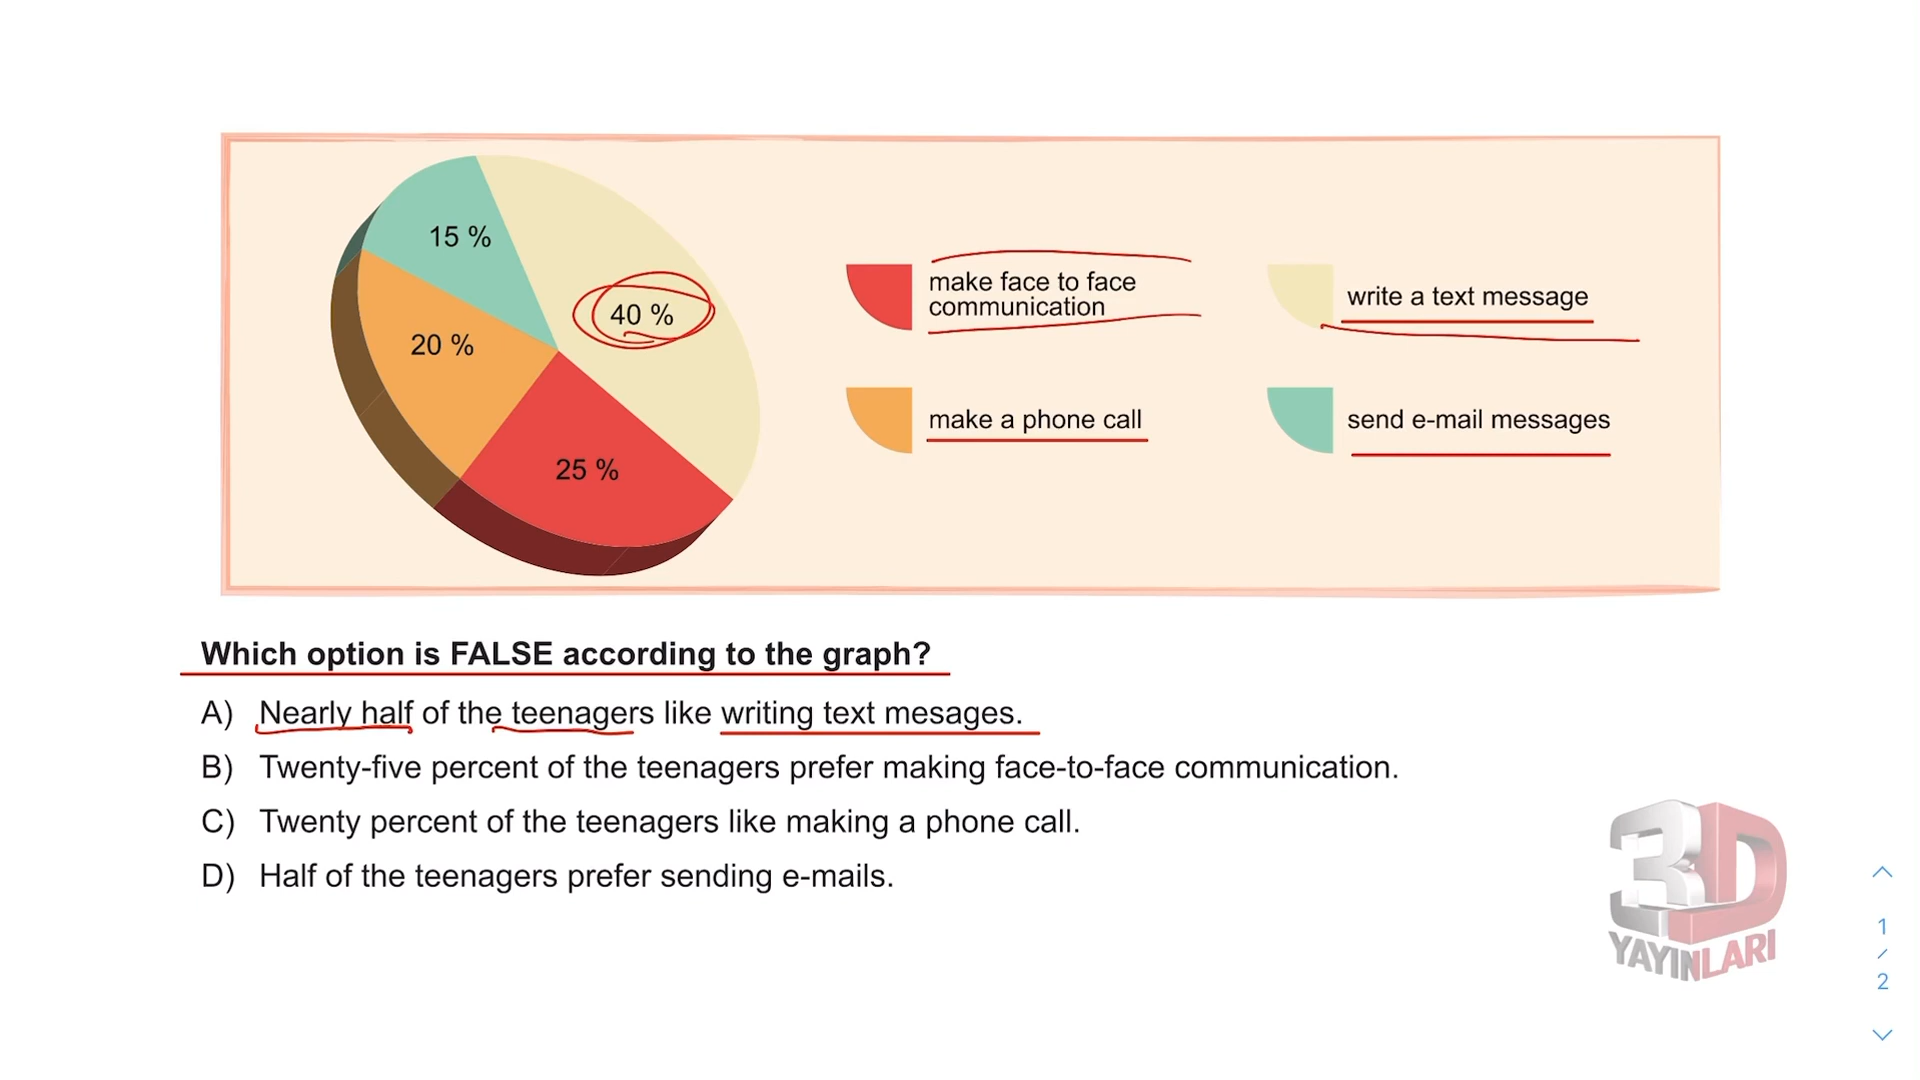 15 %
40 %
20 %
25 %
make face to face
communication
write a text message
make a phone call
send e-mail messages
Which option is FALSE according to the graph?
A) Nearly half of the teenagers like writing text mesages.
B) Twenty-five percent of the teenagers prefer making face-to-face communication.
C) Twenty percent of the teenagers like making a phone call.
D) Half of the teenagers prefer sending e-mails.
3D
YAYINLARI
1
/
2